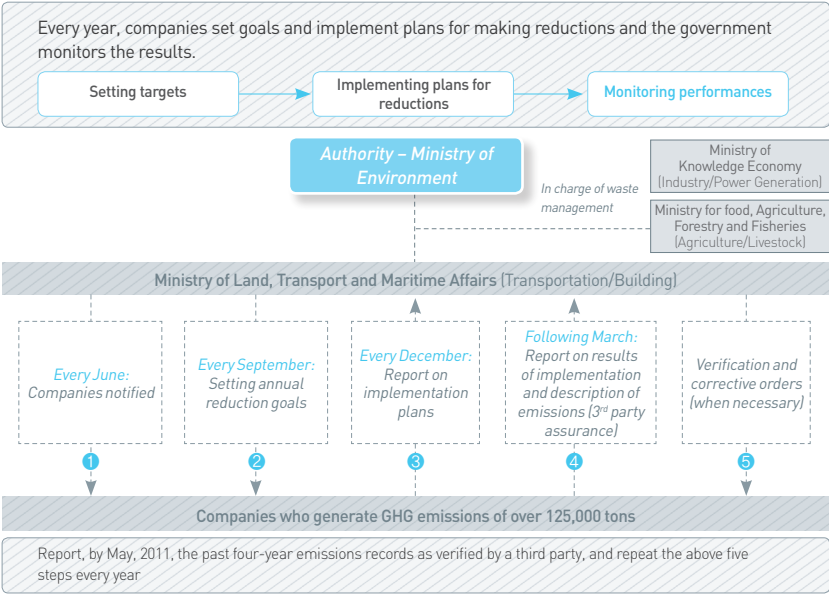 Every year, companies set goals and implement plans for making reductions and the government
monitors the results.
Setting targets
Implementing plans for
reductions
Monitoring performances
Authority – Ministry of
Environment
In charge of waste
management
Ministry of
Knowledge Economy
(Industry/Power Generation)
Ministry for food, Agriculture,
Forestry and Fisheries
(Agriculture/Livestock)
Ministry of Land, Transport and Maritime Affairs (Transportation/Building)
Every June:
Companies notified
Every September:
Setting annual
reduction goals
Every December:
Report on
implementation
plans
Following March:
Report on results
of implementation
and description of
emissions (3rd party
assurance)
Verification and
corrective orders
(when necessary)
1
2
3
4
5
Companies who generate GHG emissions of over 125,000 tons
Report, by May, 2011, the past four-year emissions records as verified by a third party, and repeat the above five
steps every year